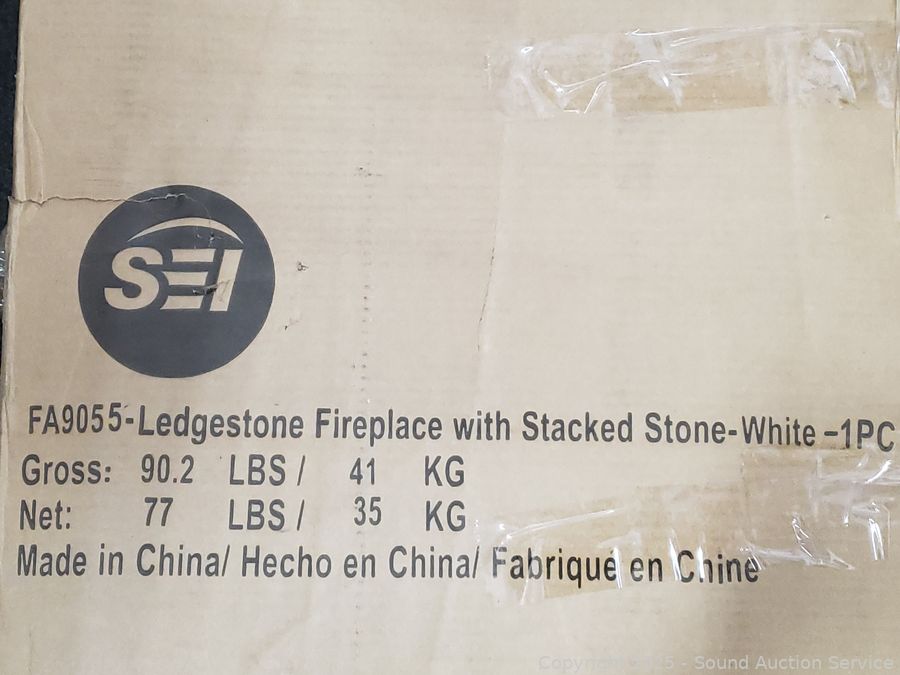 SEI
FA9055-Ledgestone Fireplace with Stacked Stone-White -1PC
Gross: 90.2 LBS / 41 KG
Net: 77 LBS / 35 KG
Made in China/ Hecho en China/ Fabrique en Chine
Copyright 2025 - Sound Auction Service